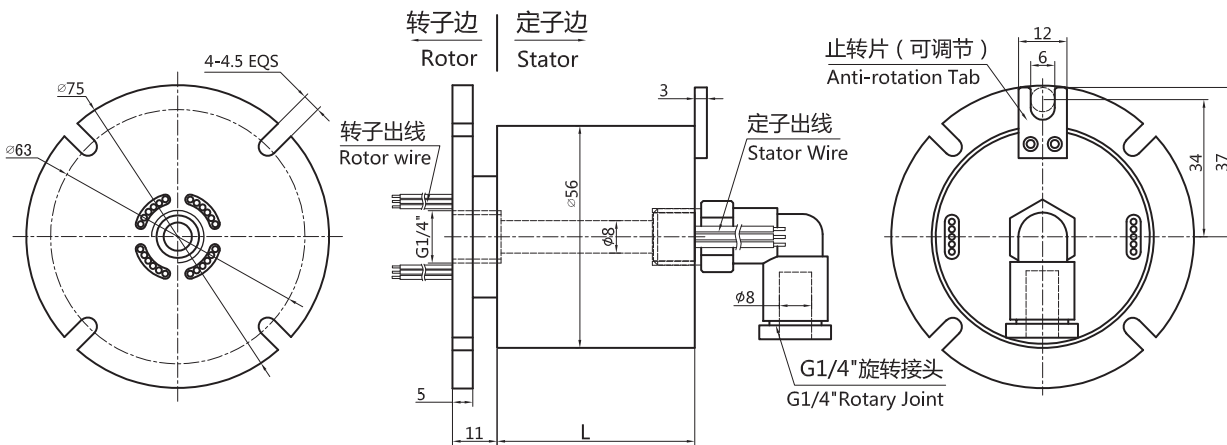 转子边
定子边
Rotor
Stator
4-4.5 EQS
⌀75
⌀63
转子出线
Rotor wire
G1/4"
5
11
L
⌀56
ϕ8
3
定子出线
Stator Wire
ϕ8
G1/4"旋转接头
G1/4"Rotary Joint
止转片（可调节）
Anti-rotation Tab
12
6
34
37